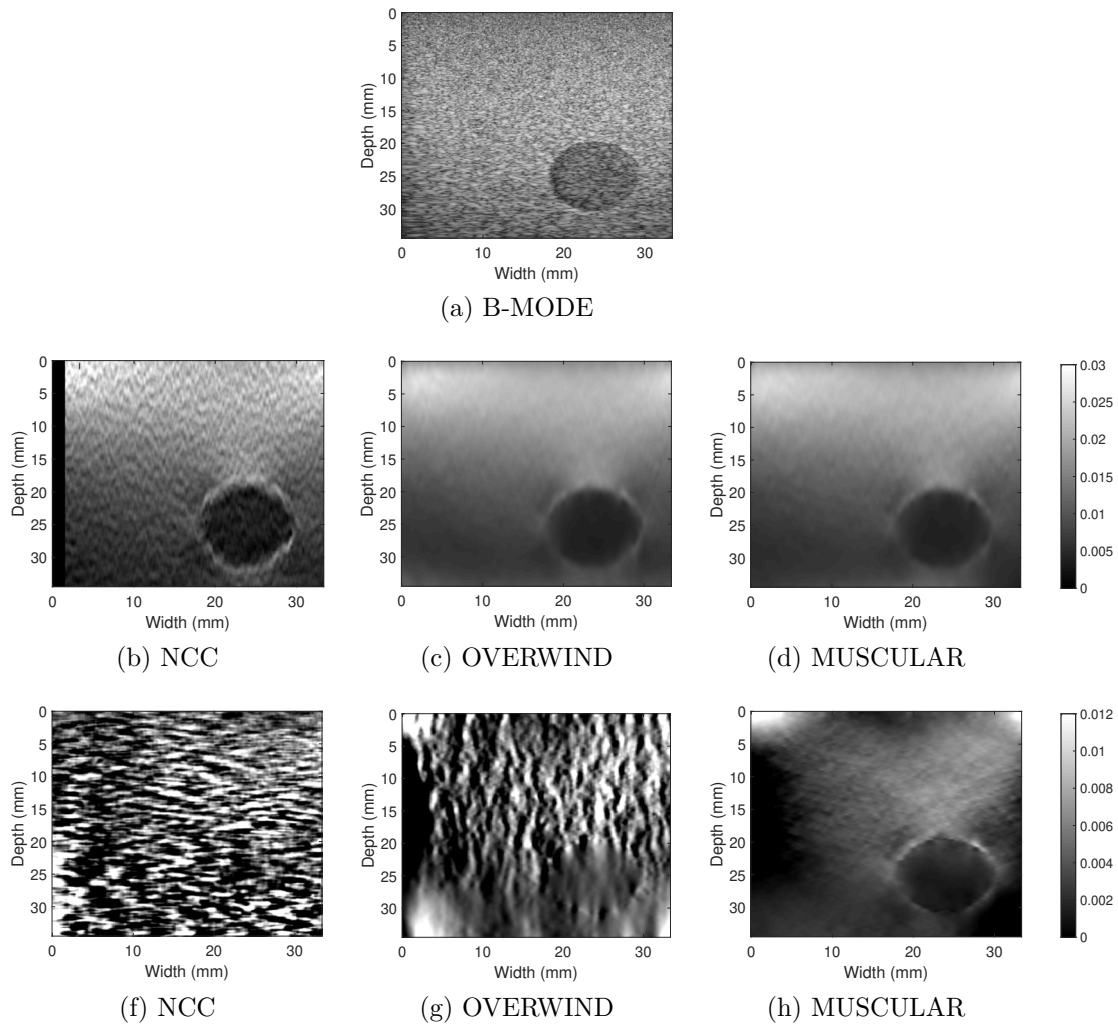 0
5
10
15
20
25
30
Depth (mm)
0 10 20 30
Width (mm)
(a) B-MODE
0
5
10
15
20
25
30
Depth (mm)
0 10 20 30
Width (mm)
(b) NCC
0
5
10
15
20
25
30
Depth (mm)
0 10 20 30
Width (mm)
(c) OVERWIND
0
5
10
15
20
25
30
Depth (mm)
0 10 20 30
Width (mm)
(d) MUSCULAR
0.03
0.025
0.02
0.015
0.01
0.005
0
0
5
10
15
20
25
30
Depth (mm)
0 10 20 30
Width (mm)
(f) NCC
0
5
10
15
20
25
30
Depth (mm)
0 10 20 30
Width (mm)
(g) OVERWIND
0
5
10
15
20
25
30
Depth (mm)
0 10 20 30
Width (mm)
(h) MUSCULAR
0.012
0.01
0.008
0.006
0.004
0.002
0